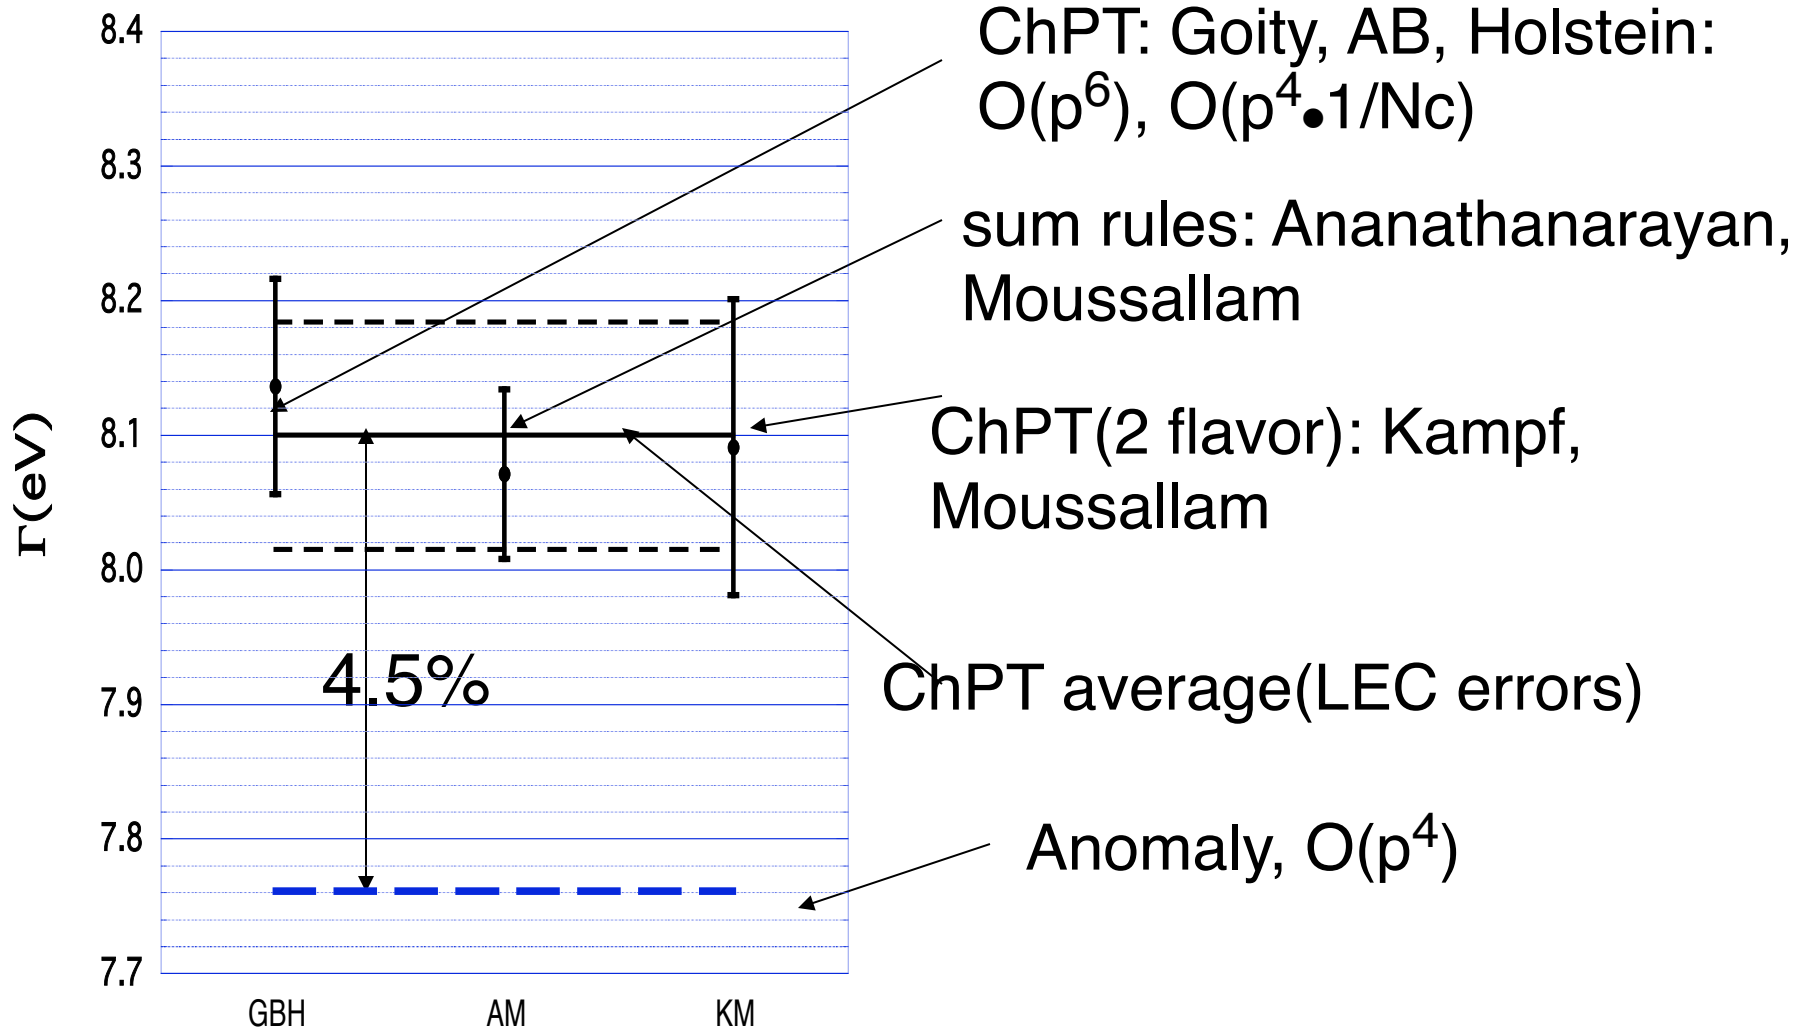 8.4
8.3
8.2
8.1
8.0
7.9
7.8
7.7
Γ(eV)
GBH
AM
KM
4.5%
ChPT: Goity, AB, Holstein:
O(p⁶), O(p⁴•1/Nc)
sum rules: Ananathanarayan,
Moussallam
ChPT(2 flavor): Kampf,
Moussallam
ChPT average(LEC errors)
Anomaly, O(p⁴)